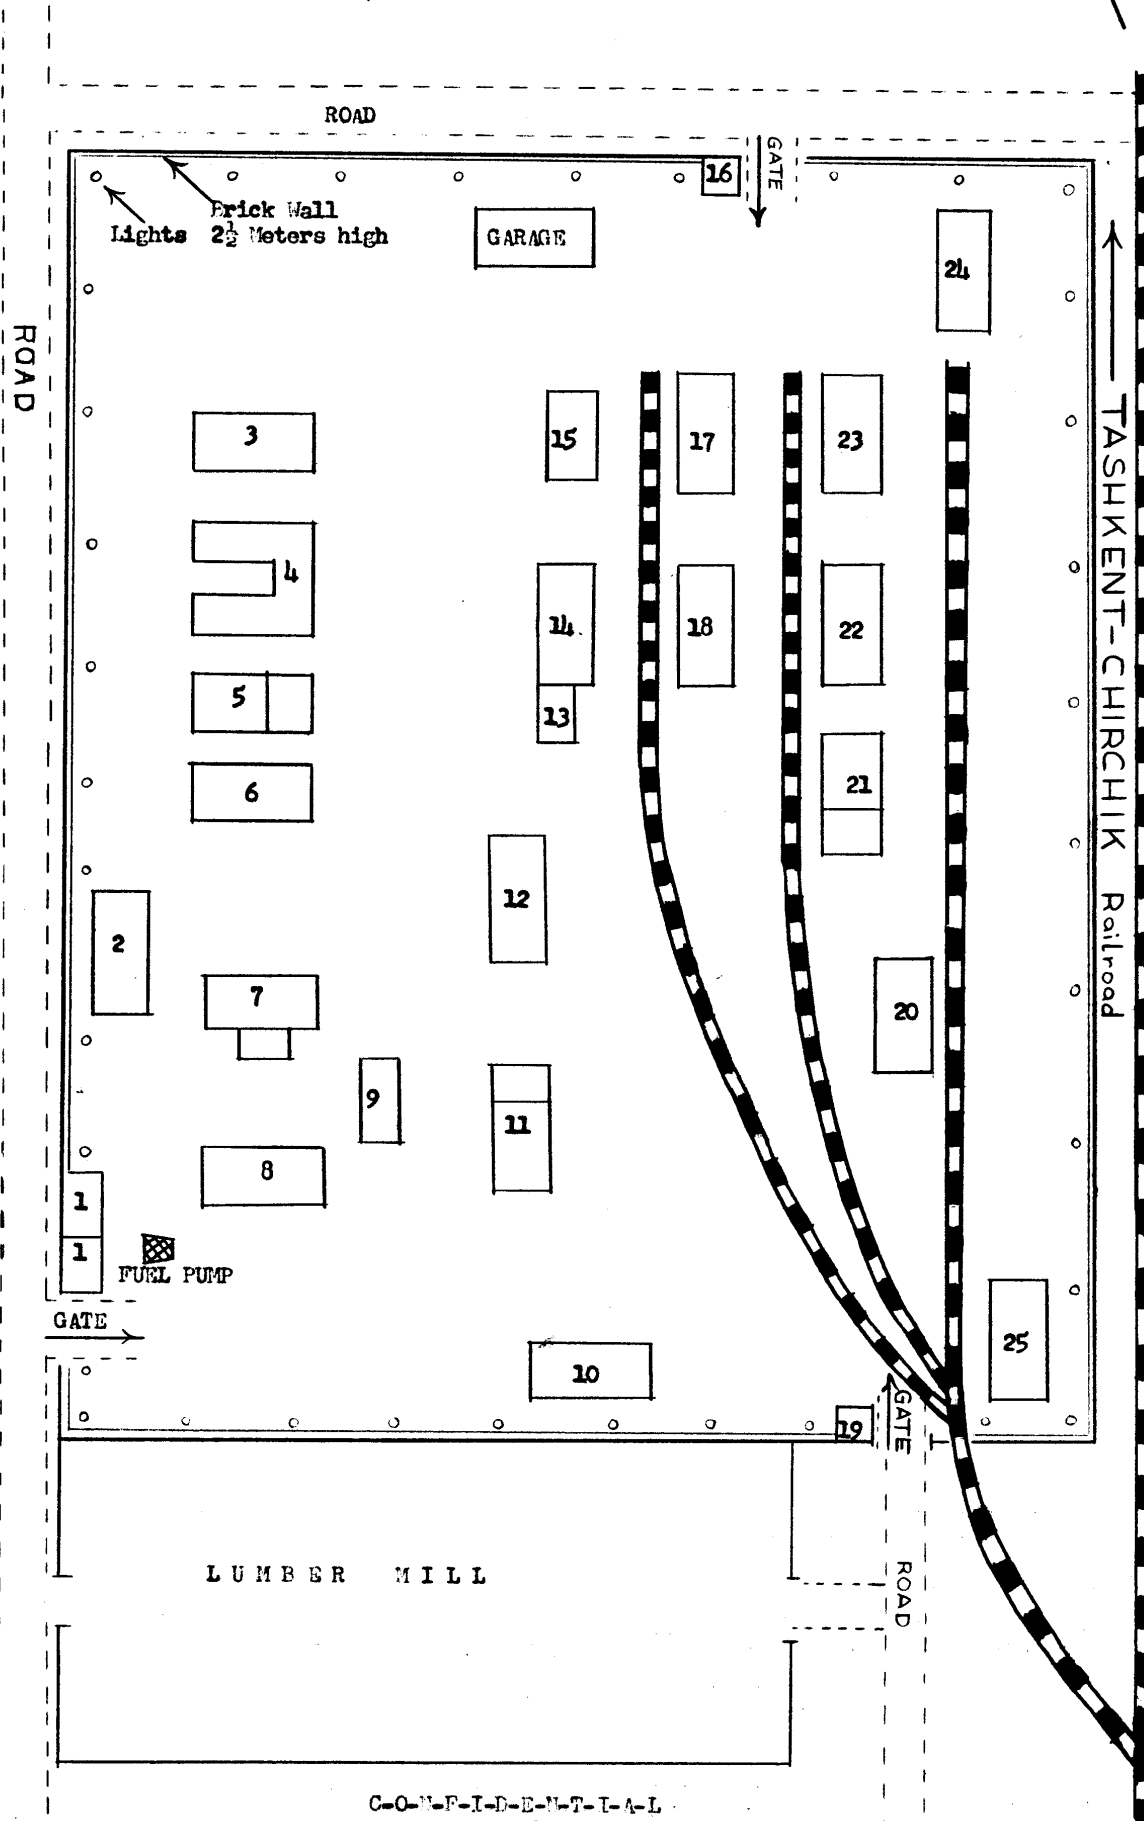 ROAD
16
GATE
Brick Wall
Lights 2½ Meters high
GARAGE
24
ROAD
TASHKENT-CHIRCHIK Railroad
3
15
17
23
4
14
18
22
5
13
6
21
12
2
7
20
9
11
8
1
1
FUEL PUMP
GATE
10
25
19
GATE
LUMBER MILL
ROAD
C-O-N-F-I-D-E-N-T-I-A-L